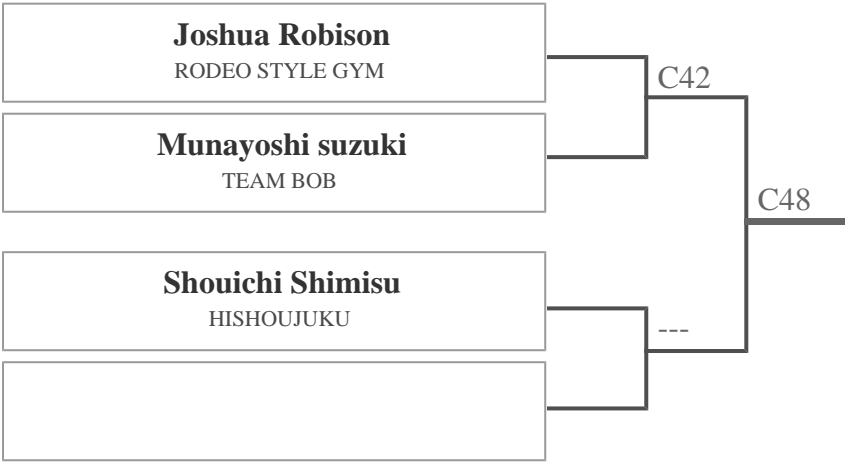 Joshua Robison
RODEO STYLE GYM
C42
Munayoshi suzuki
TEAM BOB
C48
Shouichi Shimisu
HISHOUJUKU
---